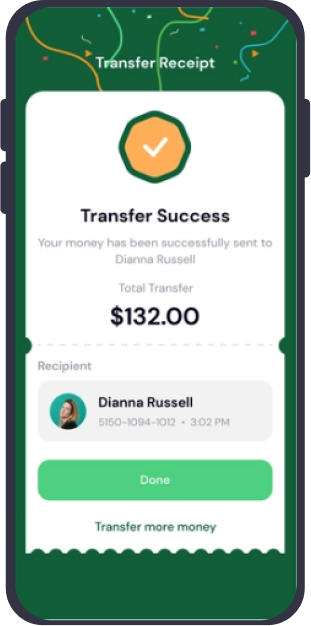 Transfer Receipt
Transfer Success
Your money has been successfully sent to
Dianna Russell
Total Transfer
$132.00
Recipient
Dianna Russell
5150-1094-1012 • 3:02 PM
Done
Transfer more money